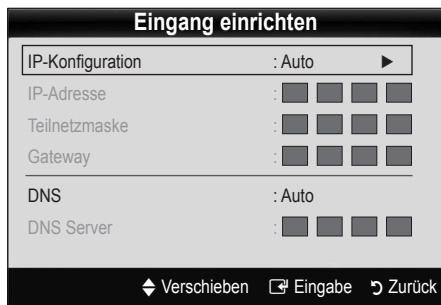 Eingang einrichten
IP-Konfiguration : Auto ►
IP-Adresse :
Teilnetzmaske :
Gateway :
DNS : Auto
DNS Server :
Verschieben Eingabe Zurück